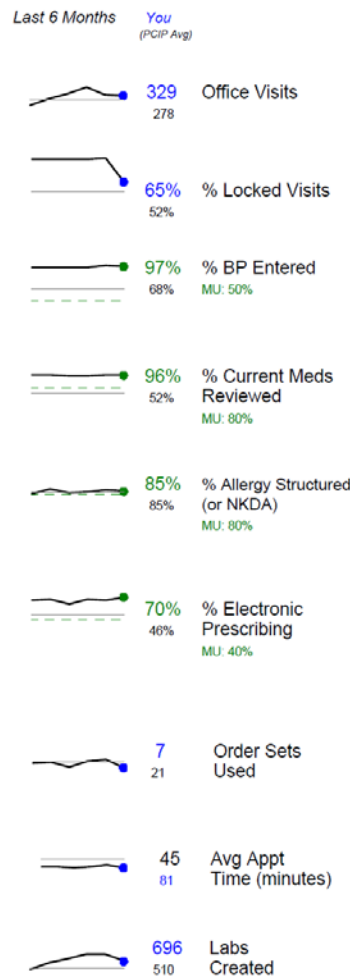 Last 6 Months You
(PCIP Avg)
329 Office Visits
278
65% % Locked Visits
52%
97% % BP Entered
68% MU: 50%
96% % Current Meds
52% Reviewed
MU: 80%
85% % Allergy Structured
85% (or NKDA)
MU: 80%
70% % Electronic
46% Prescribing
MU: 40%
7 Order Sets
21 Used
45 Avg Appt
81 Time (minutes)
696 Labs
510 Created